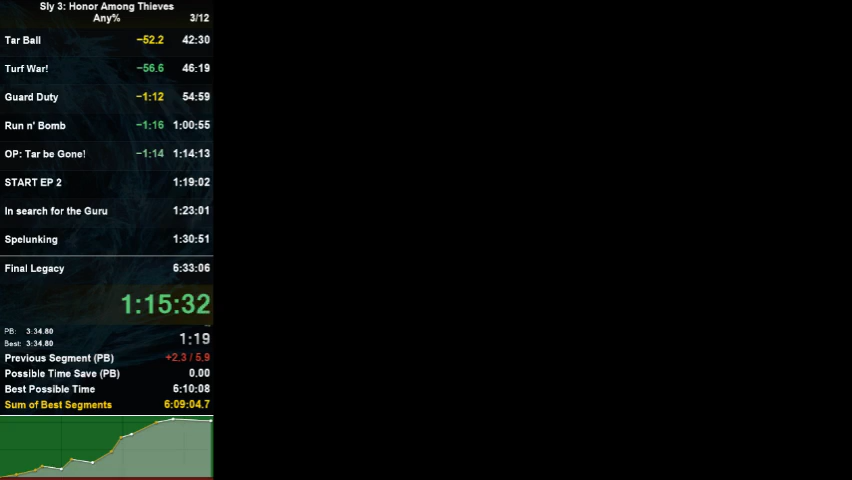 Sly 3: Honor Among Thieves
Any% 3/12
Tar Ball −52.2 42:30
Turf War! −56.6 46:19
Guard Duty −1:12 54:59
Run n' Bomb −1:16 1:00:55
OP: Tar be Gone! −1:14 1:14:13
START EP 2 1:19:02
In search for the Guru 1:23:01
Spelunking 1:30:51
Final Legacy 6:33:06
1:15:32
PB: 3:34.80
Best: 3:34.80 1:19
Previous Segment (PB) +2.3 / 5.9
Possible Time Save (PB) 0.00
Best Possible Time 6:10:08
Sum of Best Segments 6:09:04.7